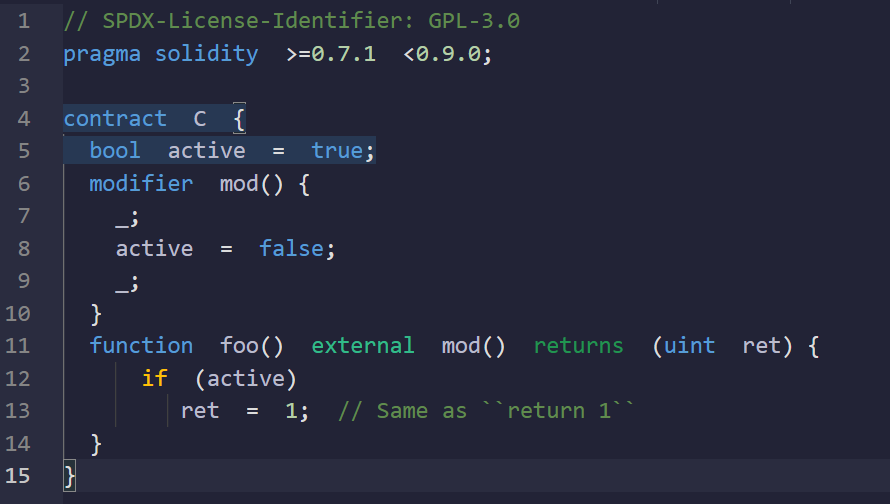 1 // SPDX-License-Identifier: GPL-3.0
2 pragma solidity >=0.7.1 <0.9.0;
3
4 contract C {
5 bool active = true;
6 modifier mod() {
7 _;
8 active = false;
9 _;
10 }
11 function foo() external mod() returns (uint ret) {
12 if (active)
13 ret = 1; // Same as ``return 1``
14 }
15 }